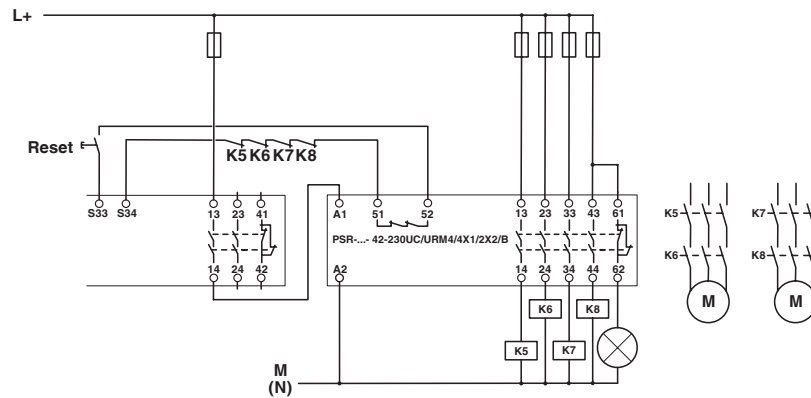 L+
Reset
K5 K6 K7 K8
S33 S34 13 23 41 A1 51 52 13 23 33 43 61
PSR-...- 42-230UC/URM4/4X1/2X2/B
14 24 42 A2 14 24 34 44 62
K5 K7
K6 K8
M M
K6 K8
K5 K7
M
(N)